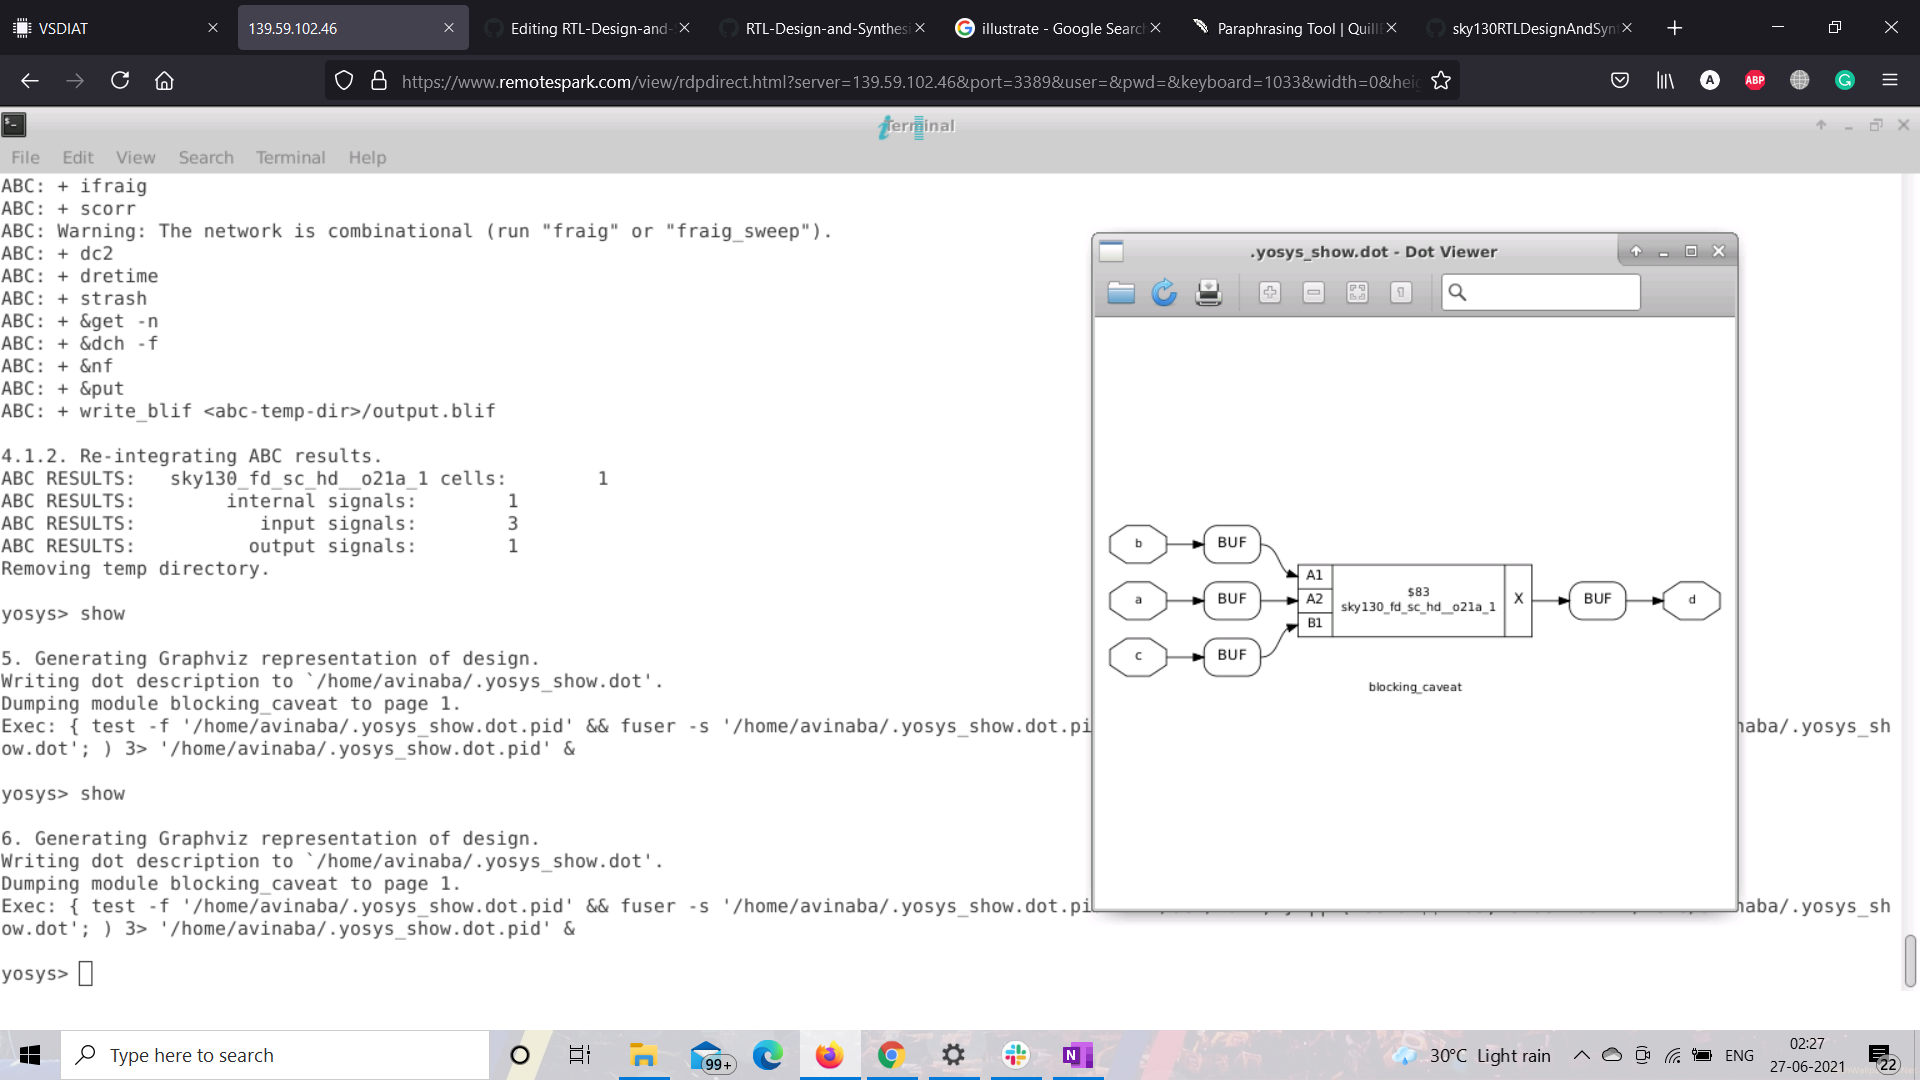 VSDIAT
139.59.102.46
Editing RTL-Design-and-
RTL-Design-and-Synthesi
illustrate - Google Search
Paraphrasing Tool | Quill
sky130RTLDesignAndSynt
https://www.remotespark.com/view/rdpdirect.html?server=139.59.102.46&port=3389&user=&pwd=&keyboard=1033&width=0&heig
A
ABP
Terminal
File Edit View Search Terminal Help
ABC: + ifraig
ABC: + scorr
ABC: Warning: The network is combinational (run "fraig" or "fraig_sweep").
ABC: + dc2
ABC: + dretime
ABC: + strash
ABC: + &get -n
ABC: + &dch -f
ABC: + &nf
ABC: + &put
ABC: + write_blif <abc-temp-dir>/output.blif
4.1.2. Re-integrating ABC results.
ABC RESULTS: sky130_fd_sc_hd__o21a_1 cells: 1
ABC RESULTS: internal signals: 1
ABC RESULTS: input signals: 3
ABC RESULTS: output signals: 1
Removing temp directory.
yosys> show
5. Generating Graphviz representation of design.
Writing dot description to `/home/avinaba/.yosys_show.dot'.
Dumping module blocking_caveat to page 1.
Exec: { test -f '/home/avinaba/.yosys_show.dot.pid' && fuser -s '/home/avinaba/.yosys_show.dot.pi naba/.yosys_sh
ow.dot'; ) 3> '/home/avinaba/.yosys_show.dot.pid' &
yosys> show
6. Generating Graphviz representation of design.
Writing dot description to `/home/avinaba/.yosys_show.dot'.
Dumping module blocking_caveat to page 1.
Exec: { test -f '/home/avinaba/.yosys_show.dot.pid' && fuser -s '/home/avinaba/.yosys_show.dot.pi naba/.yosys_sh
ow.dot'; ) 3> '/home/avinaba/.yosys_show.dot.pid' &
yosys>
.yosys_show.dot - Dot Viewer
b BUF
a BUF
c BUF
A1
A2
B1
$83
sky130_fd_sc_hd__o21a_1
X
BUF
d
blocking_caveat
Type here to search
99+
N
30°C Light rain
ENG
02:27
27-06-2021
22